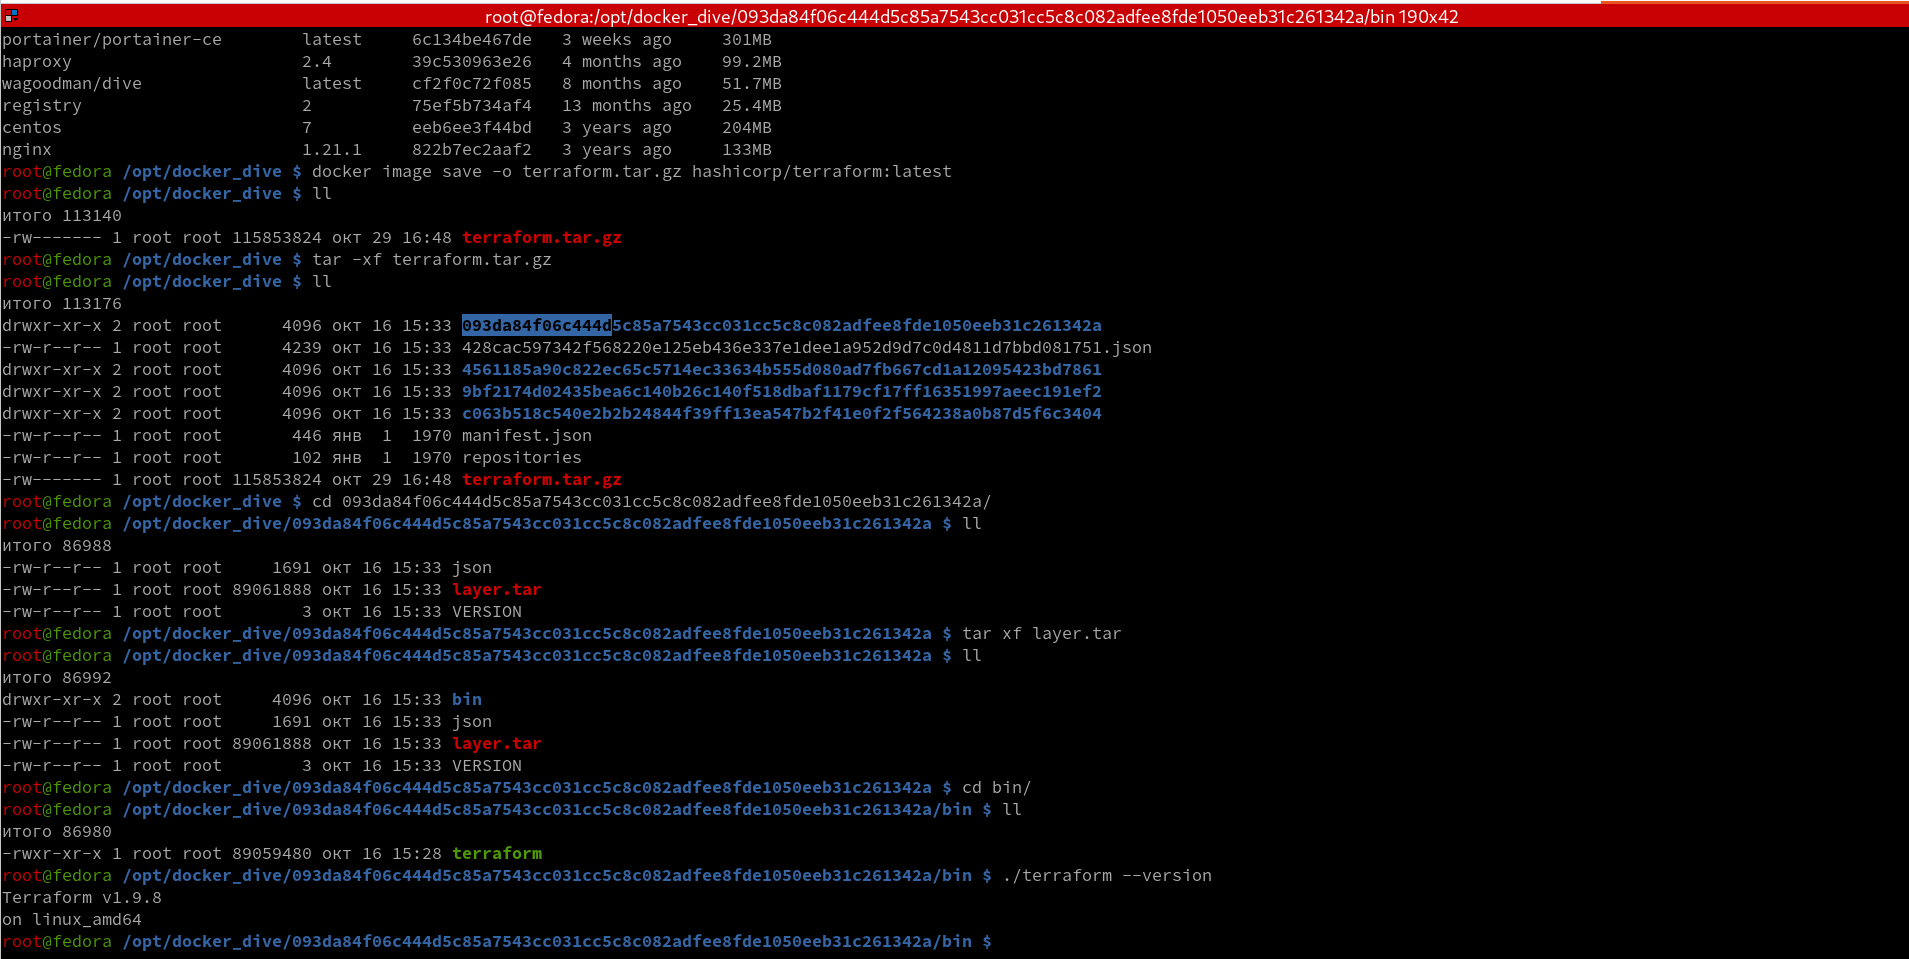 root@fedora:/opt/docker_dive/093da84f06c444d5c85a7543cc031cc5c8c082adfee8fde1050eeb31c261342a/bin 190x42
portainer/portainer-ce        latest     6c134be467de   3 weeks ago     301MB
haproxy                       2.4        39c530963e26   4 months ago    99.2MB
wagoodman/dive                latest     cf2f0c72f085   8 months ago    51.7MB
registry                      2          75ef5b734af4   13 months ago   25.4MB
centos                        7          eeb6ee3f44bd   3 years ago     204MB
nginx                         1.21.1     822b7ec2aaf2   3 years ago     133MB
root@fedora /opt/docker_dive $ docker image save -o terraform.tar.gz hashicorp/terraform:latest
root@fedora /opt/docker_dive $ ll
итого 113140
-rw------- 1 root root 115853824 окт 29 16:48 terraform.tar.gz
root@fedora /opt/docker_dive $ tar -xf terraform.tar.gz
root@fedora /opt/docker_dive $ ll
итого 113176
drwxr-xr-x 2 root root      4096 окт 16 15:33 093da84f06c444d5c85a7543cc031cc5c8c082adfee8fde1050eeb31c261342a
-rw-r--r-- 1 root root      4239 окт 16 15:33 428cac597342f568220e125eb436e337e1dee1a952d9d7c0d4811d7bbd081751.json
drwxr-xr-x 2 root root      4096 окт 16 15:33 4561185a90c822ec65c5714ec33634b555d080ad7fb667cd1a12095423bd7861
drwxr-xr-x 2 root root      4096 окт 16 15:33 9bf2174d02435bea6c140b26c140f518dbaf1179cf17ff16351997aeec191ef2
drwxr-xr-x 2 root root      4096 окт 16 15:33 c063b518c540e2b2b24844f39ff13ea547b2f41e0f2f564238a0b87d5f6c3404
-rw-r--r-- 1 root root       446 янв  1  1970 manifest.json
-rw-r--r-- 1 root root       102 янв  1  1970 repositories
-rw------- 1 root root 115853824 окт 29 16:48 terraform.tar.gz
root@fedora /opt/docker_dive $ cd 093da84f06c444d5c85a7543cc031cc5c8c082adfee8fde1050eeb31c261342a/
root@fedora /opt/docker_dive/093da84f06c444d5c85a7543cc031cc5c8c082adfee8fde1050eeb31c261342a $ ll
итого 86988
-rw-r--r-- 1 root root     1691 окт 16 15:33 json
-rw-r--r-- 1 root root 89061888 окт 16 15:33 layer.tar
-rw-r--r-- 1 root root        3 окт 16 15:33 VERSION
root@fedora /opt/docker_dive/093da84f06c444d5c85a7543cc031cc5c8c082adfee8fde1050eeb31c261342a $ tar xf layer.tar
root@fedora /opt/docker_dive/093da84f06c444d5c85a7543cc031cc5c8c082adfee8fde1050eeb31c261342a $ ll
итого 86992
drwxr-xr-x 2 root root     4096 окт 16 15:33 bin
-rw-r--r-- 1 root root     1691 окт 16 15:33 json
-rw-r--r-- 1 root root 89061888 окт 16 15:33 layer.tar
-rw-r--r-- 1 root root        3 окт 16 15:33 VERSION
root@fedora /opt/docker_dive/093da84f06c444d5c85a7543cc031cc5c8c082adfee8fde1050eeb31c261342a $ cd bin/
root@fedora /opt/docker_dive/093da84f06c444d5c85a7543cc031cc5c8c082adfee8fde1050eeb31c261342a/bin $ ll
итого 86980
-rwxr-xr-x 1 root root 89059480 окт 16 15:28 terraform
root@fedora /opt/docker_dive/093da84f06c444d5c85a7543cc031cc5c8c082adfee8fde1050eeb31c261342a/bin $ ./terraform --version
Terraform v1.9.8
on linux_amd64
root@fedora /opt/docker_dive/093da84f06c444d5c85a7543cc031cc5c8c082adfee8fde1050eeb31c261342a/bin $